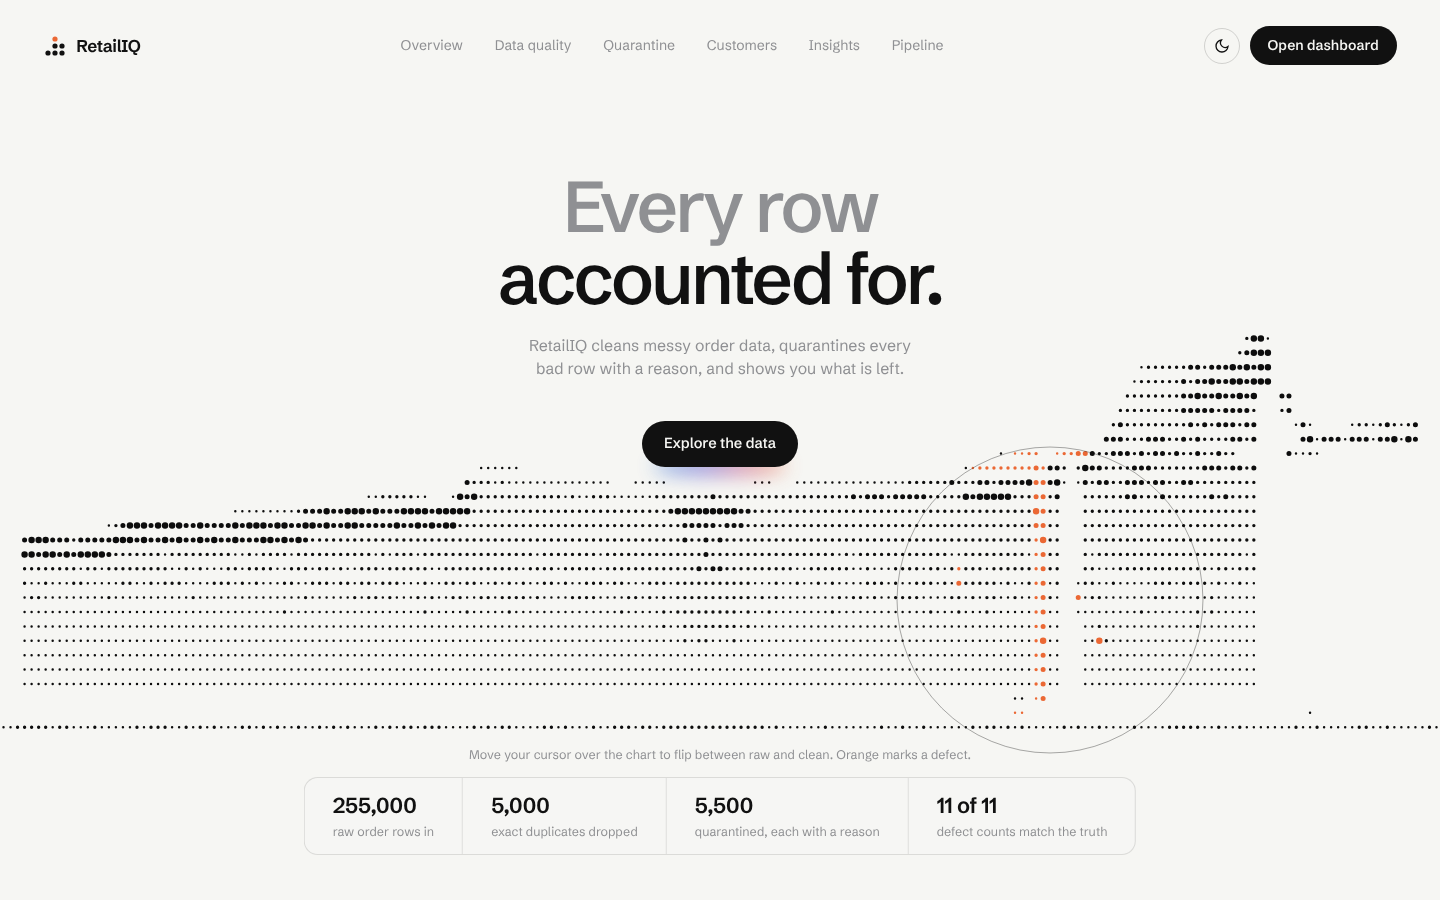 RetailIQ
Overview
Data quality
Quarantine
Customers
Insights
Pipeline
Open dashboard
Every row
accounted for.
RetailIQ cleans messy order data, quarantines every
bad row with a reason, and shows you what is left.
Explore the data
Move your cursor over the chart to flip between raw and clean. Orange marks a defect.
255,000
raw order rows in
5,000
exact duplicates dropped
5,500
quarantined, each with a reason
11 of 11
defect counts match the truth